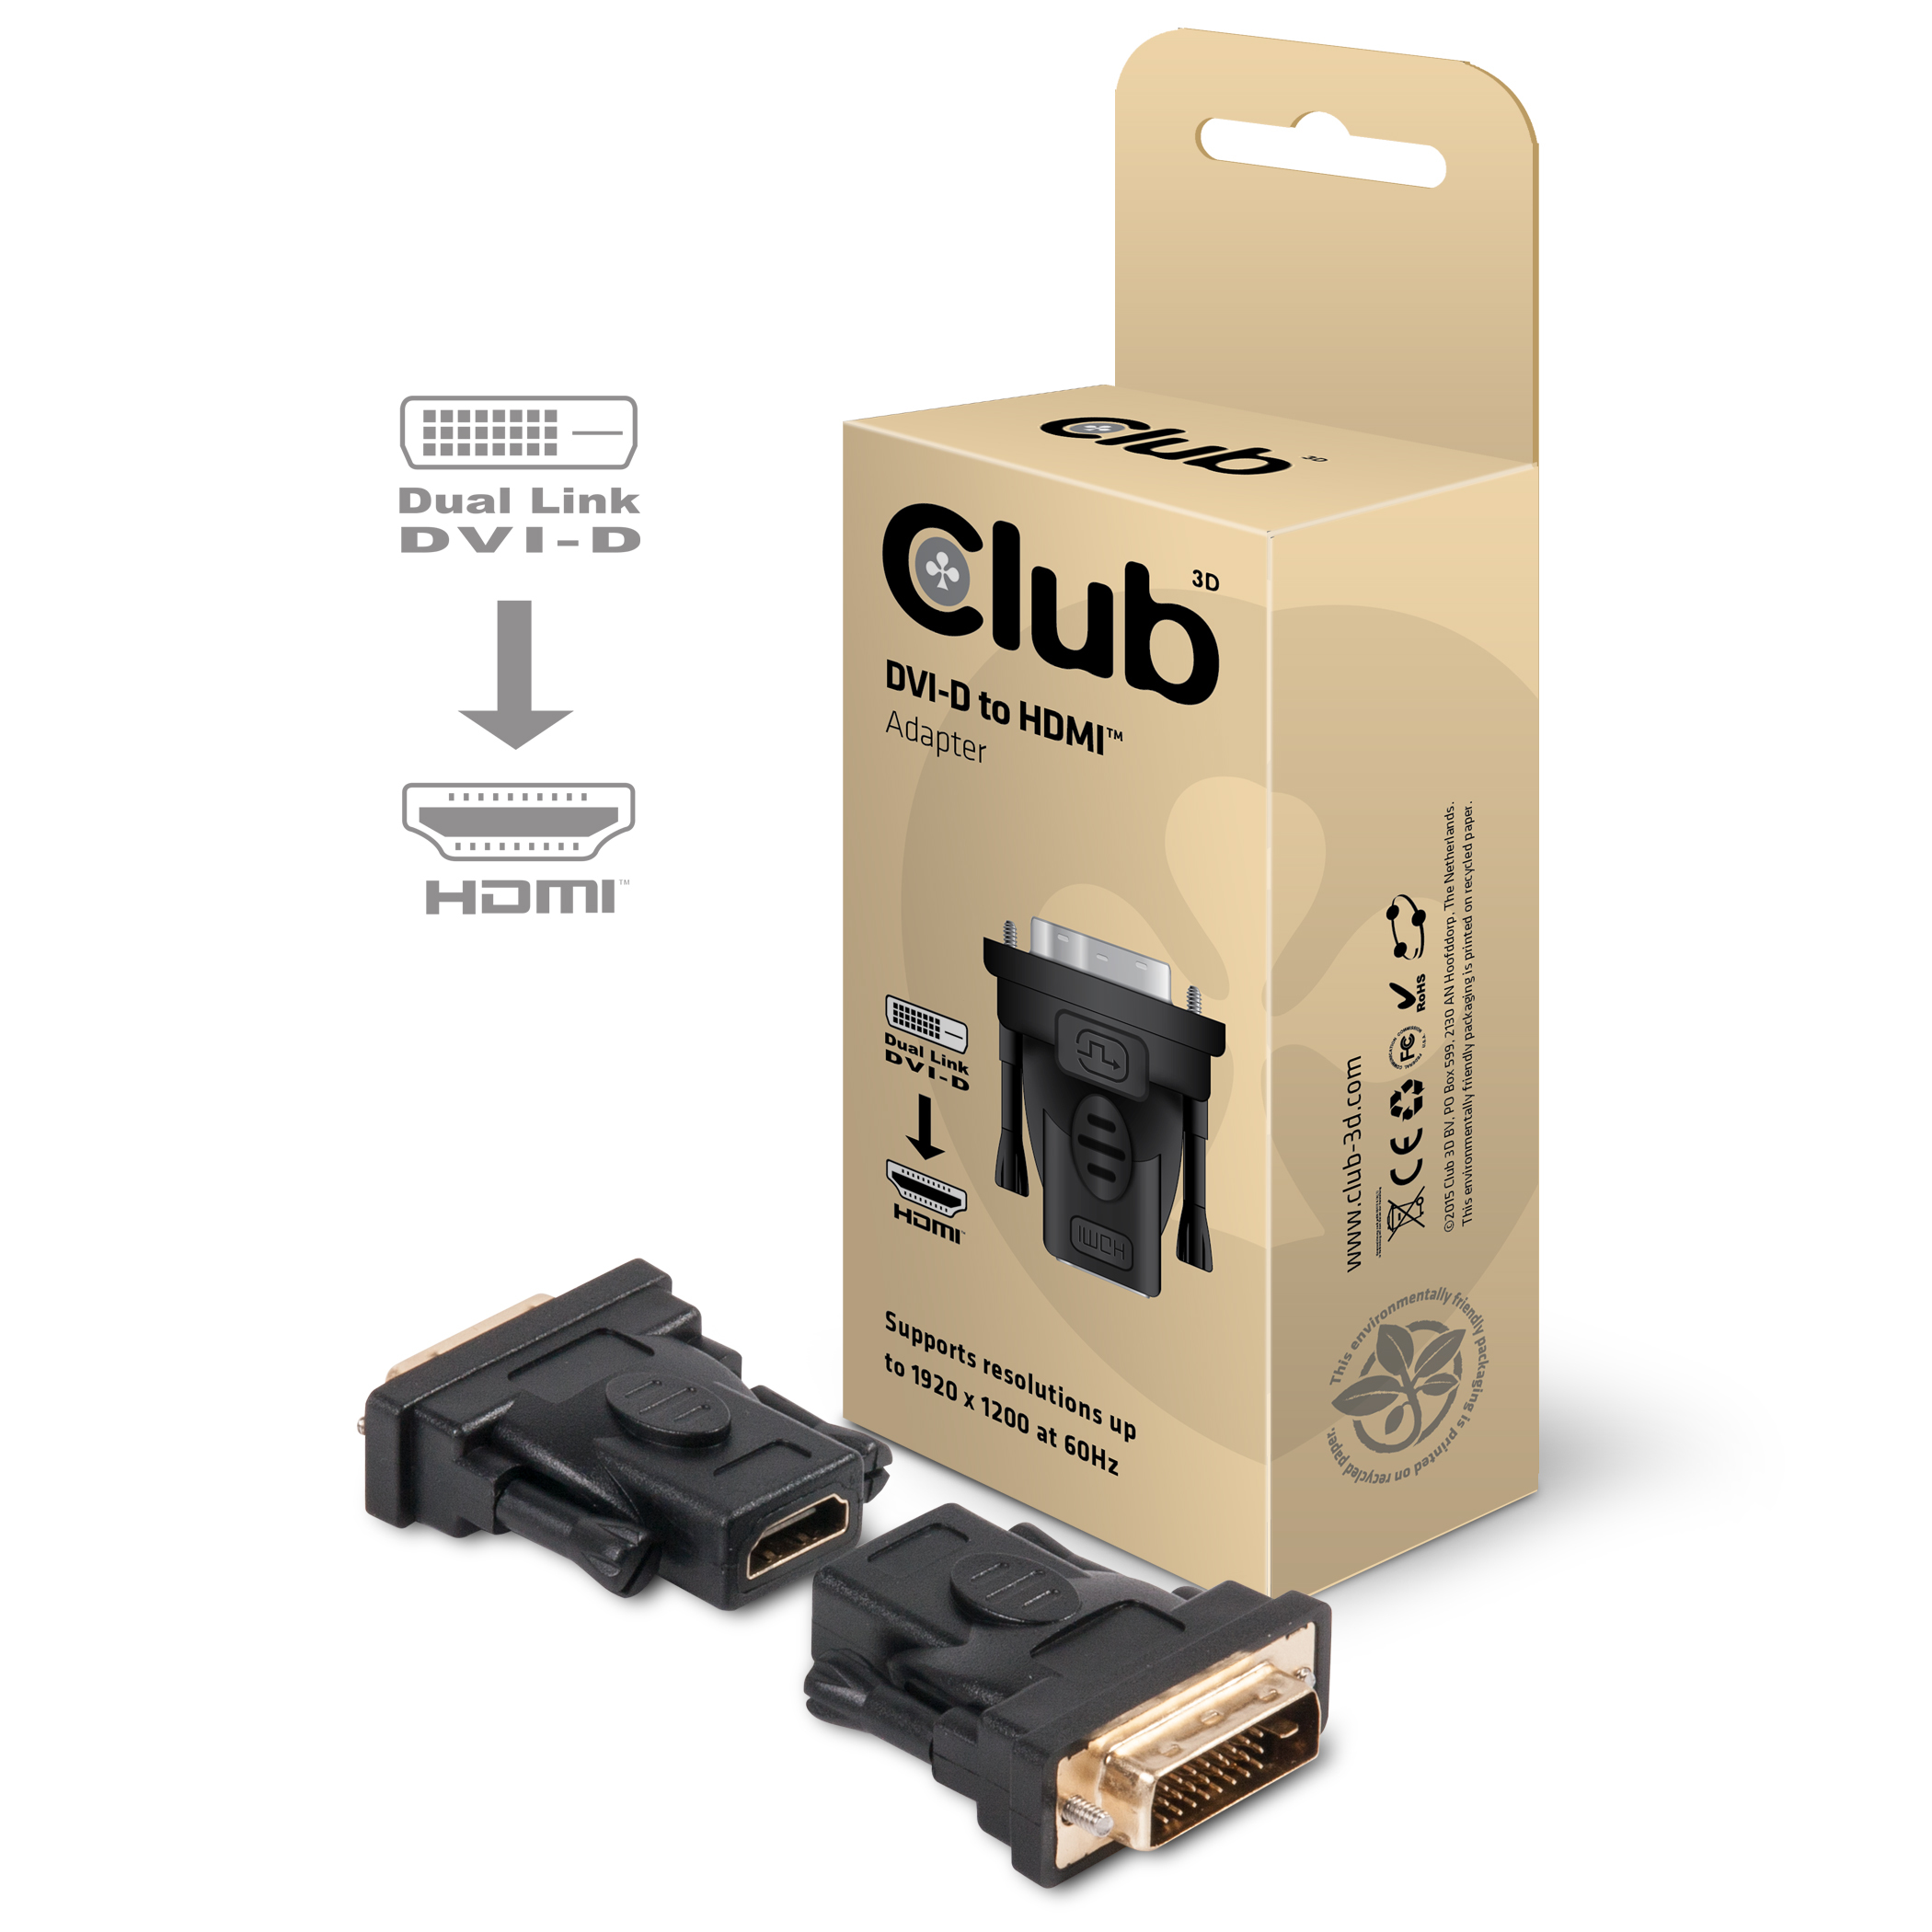 Dual Link
DVI-D
HDMI™
Club 3D
Club 3D
DVI-D to HDMI™
Adapter
Dual Link
DVI-D
HDMI™
HDMI
Supports resolutions up
to 1920 x 1200 at 60Hz
www.club-3d.com
CE
FC
RoHS
©2015 Club 3D BV. PO Box 599. 2130 AN Hoofddorp. The Netherlands.
This environmentally friendly packaging is printed on recycled paper.
This environmentally friendly packaging is printed on recycled paper.